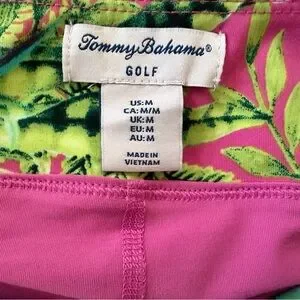 Tommy Bahama®
GOLF
US:M
CA:M/M
UK:M
EU:M
AU:M
MADE IN
VIETNAM